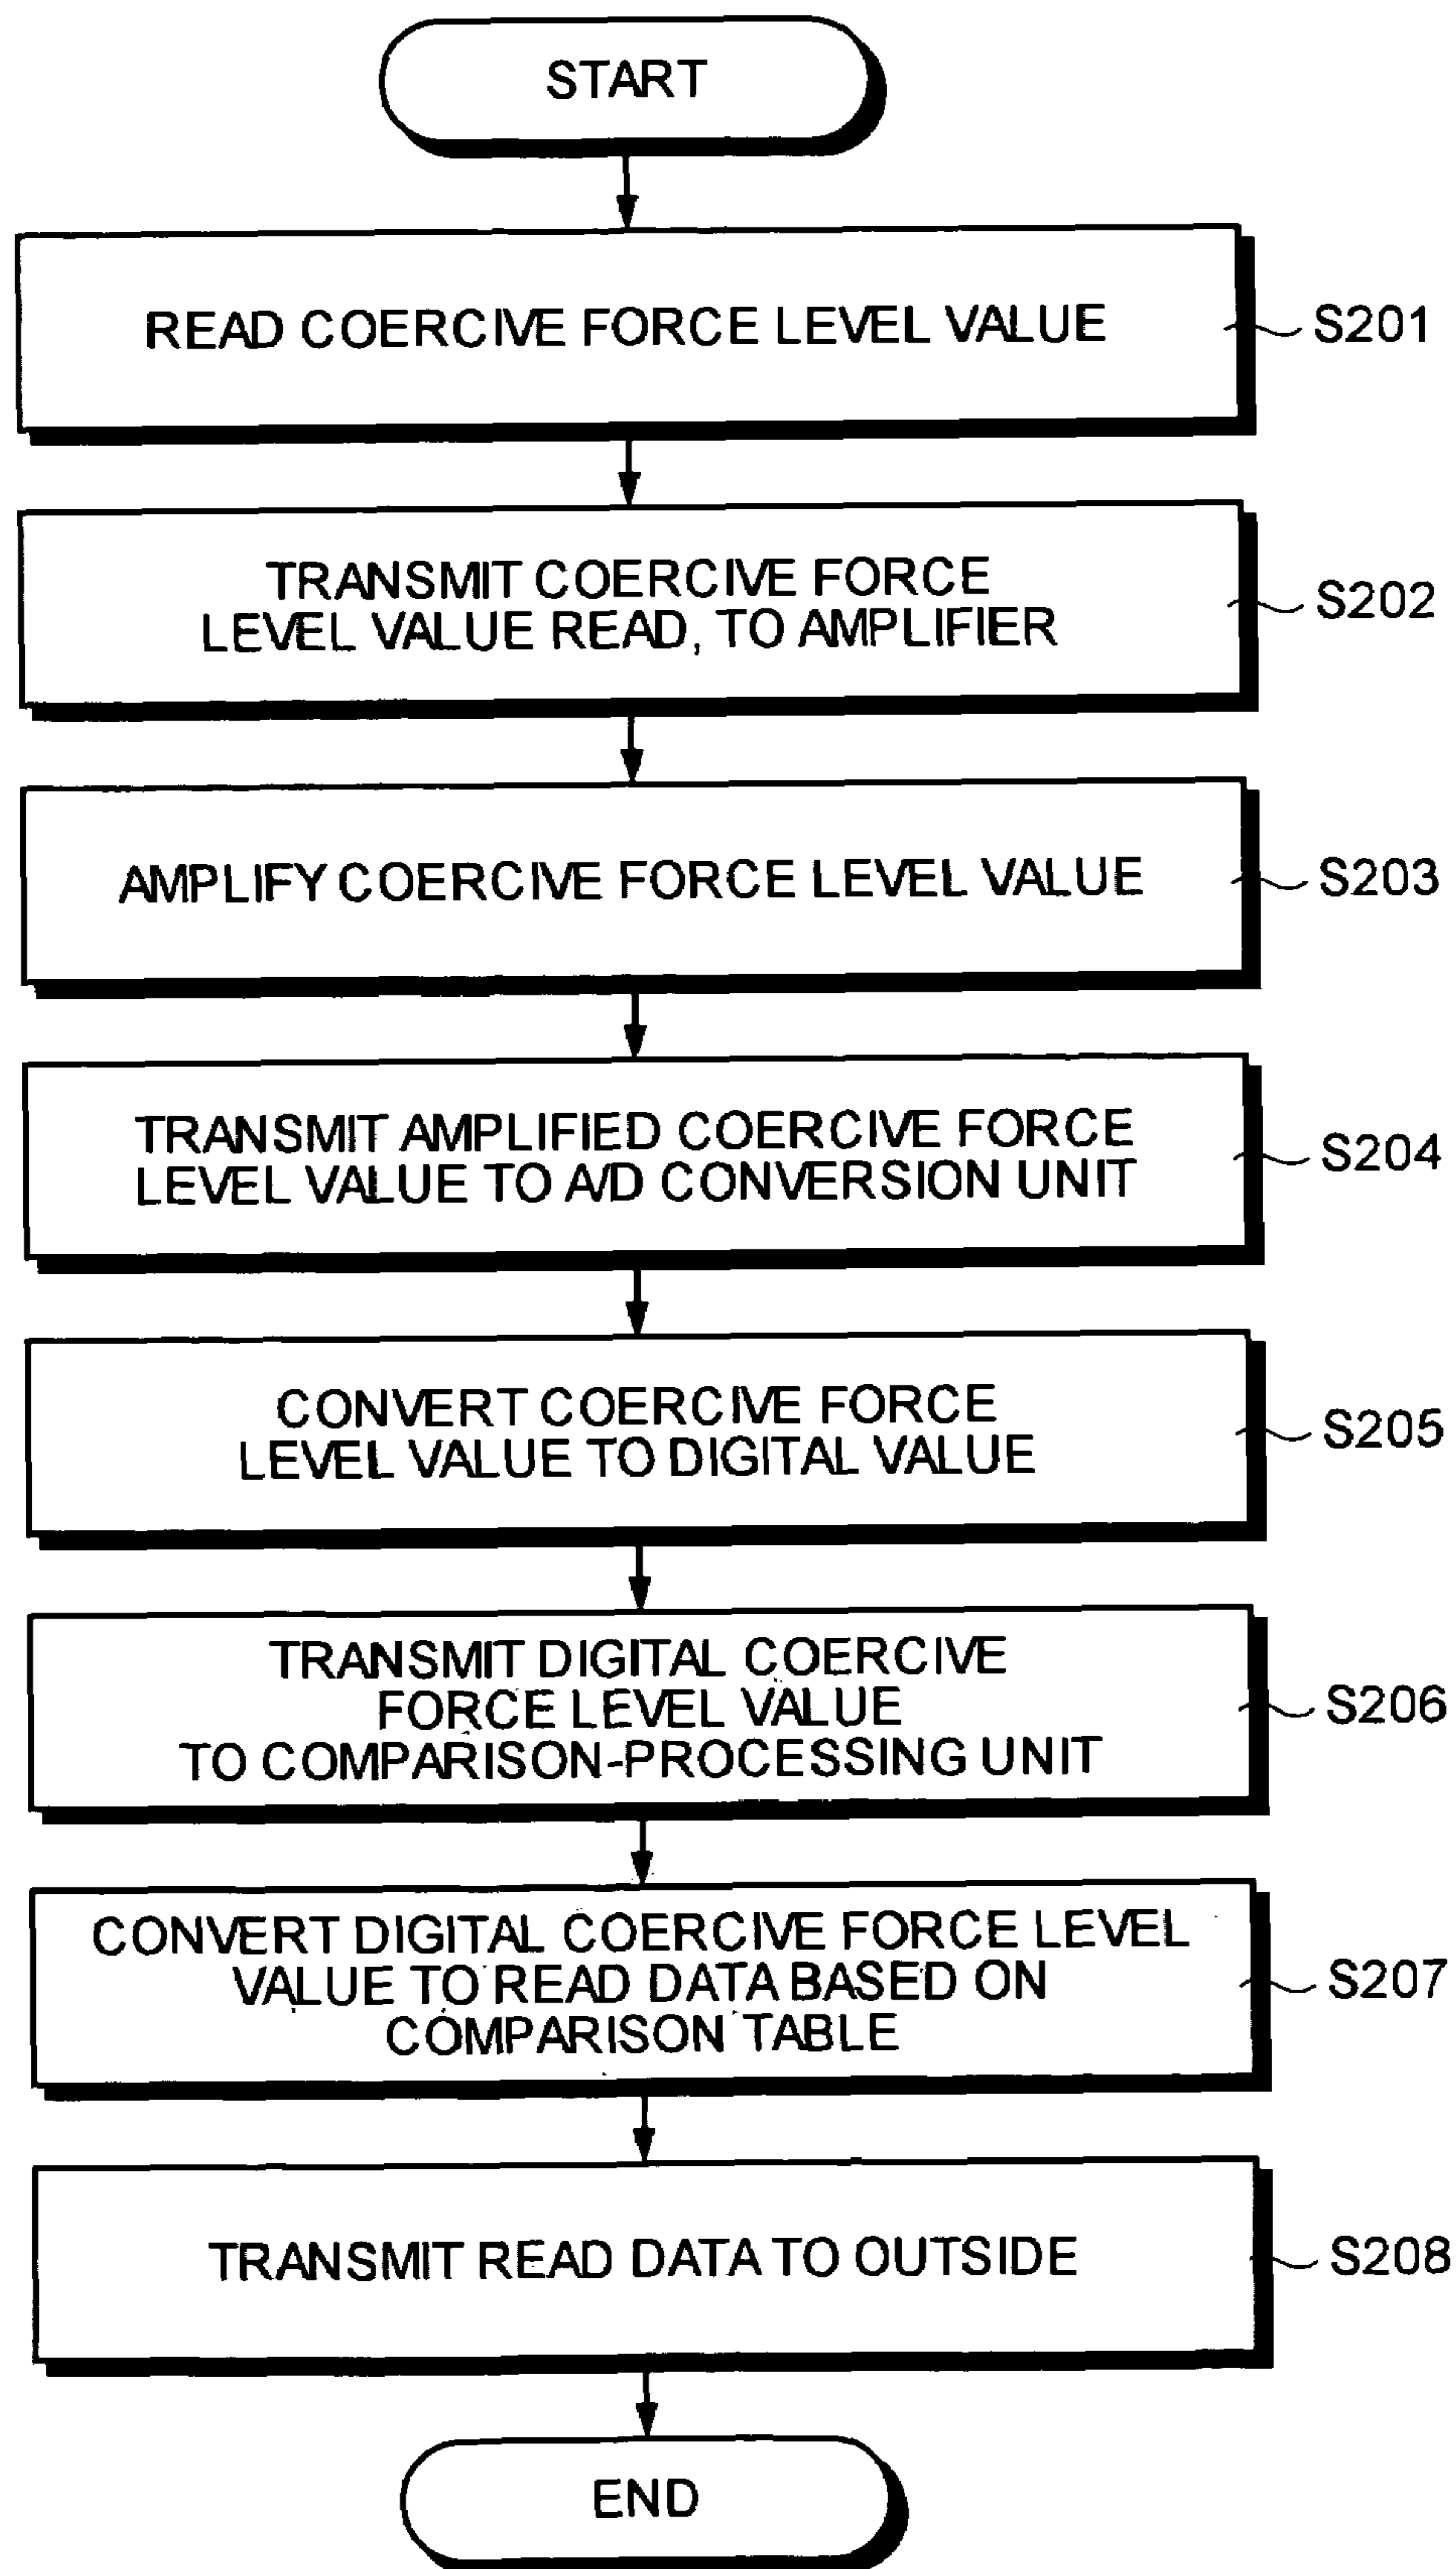 START
READ COERCIVE FORCE LEVEL VALUE
S201
TRANSMIT COERCIVE FORCE
LEVEL VALUE READ, TO AMPLIFIER
S202
AMPLIFY COERCIVE FORCE LEVEL VALUE
S203
TRANSMIT AMPLIFIED COERCIVE FORCE
LEVEL VALUE TO A/D CONVERSION UNIT
S204
CONVERT COERCIVE FORCE
LEVEL VALUE TO DIGITAL VALUE
S205
TRANSMIT DIGITAL COERCIVE
FORCE LEVEL VALUE
TO COMPARISON-PROCESSING UNIT
S206
CONVERT DIGITAL COERCIVE FORCE LEVEL
VALUE TO READ DATA BASED ON
COMPARISON TABLE
S207
TRANSMIT READ DATA TO OUTSIDE
S208
END